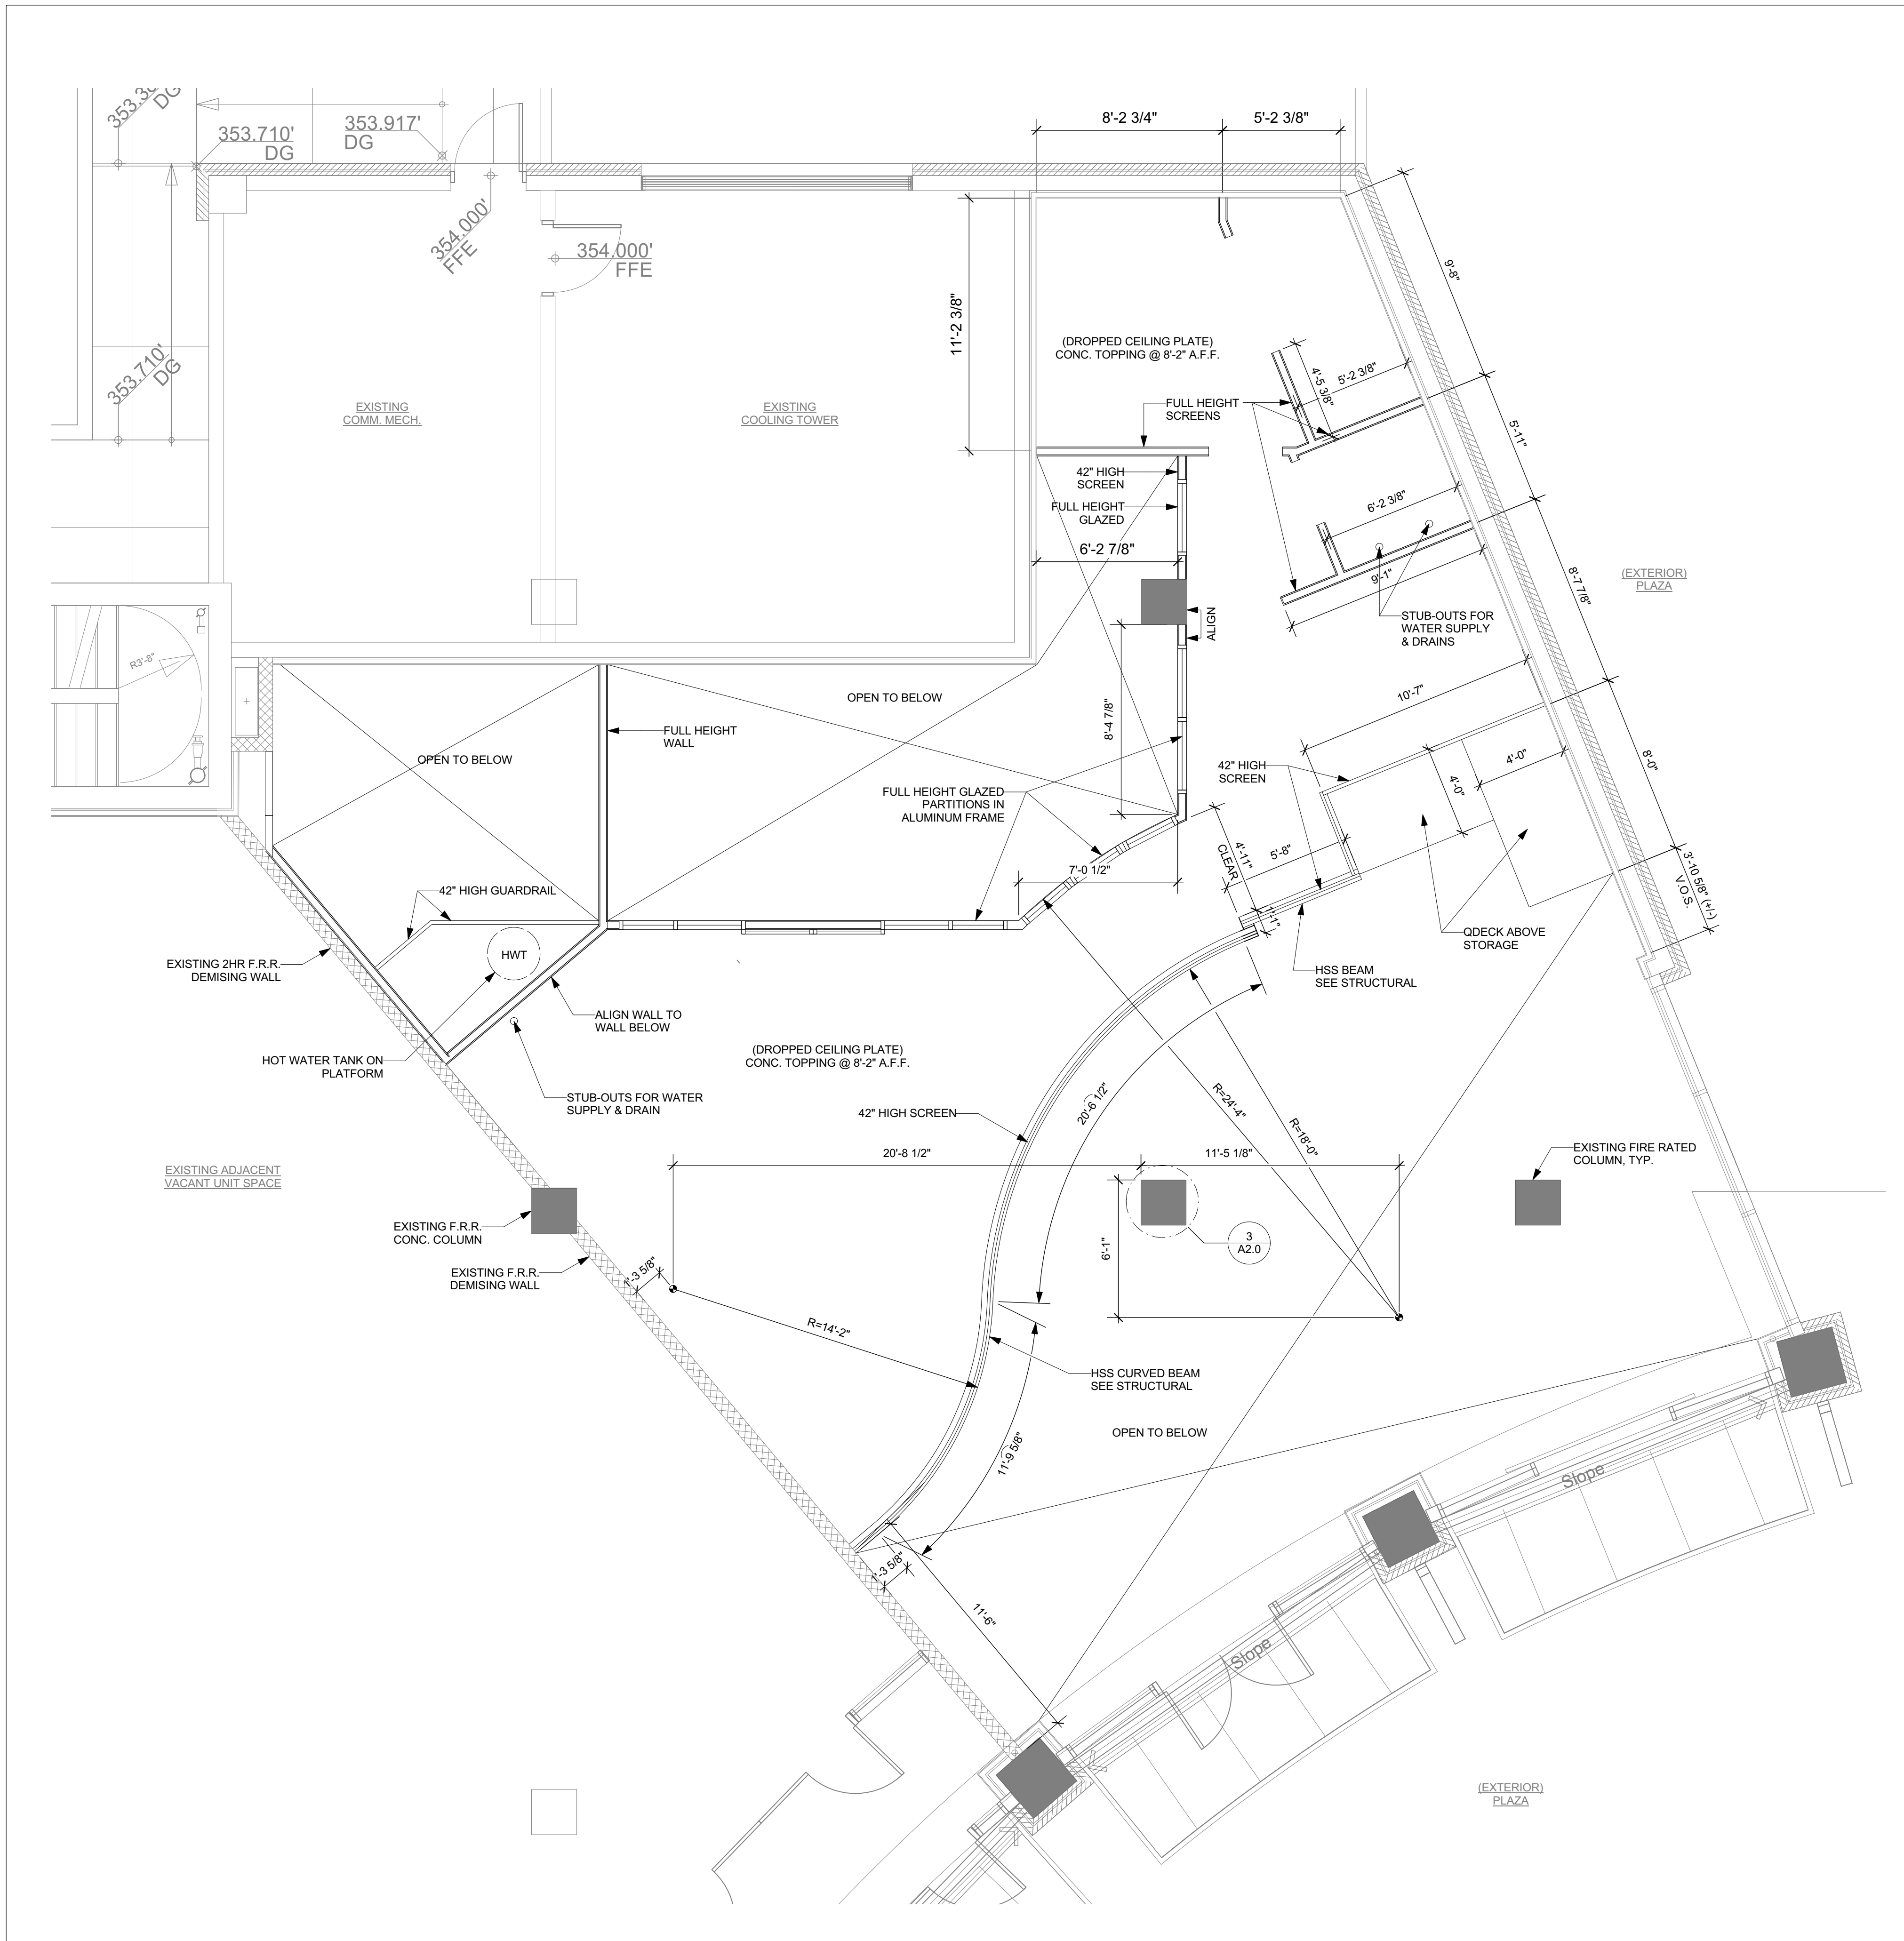 353.30
DG
353.710'
DG
353.917'
DG
8'-2 3/4"
5'-2 3/8"
354.000'
FFE
354.000'
FFE
353.710'
DG
EXISTING
COMM. MECH.
EXISTING
COOLING TOWER
11'-2 3/8"
(DROPPED CEILING PLATE)
CONC. TOPPING @ 8'-2" A.F.F.
9'-8"
4'-5 3/8"
5'-2 3/8"
FULL HEIGHT
SCREENS
5'-11"
42" HIGH
SCREEN
FULL HEIGHT
GLAZED
6'-2 3/8"
6'-2 7/8"
9'-1"
8'-7 7/8"
(EXTERIOR)
PLAZA
ALIGN
STUB-OUTS FOR
WATER SUPPLY
& DRAINS
R3'-8"
OPEN TO BELOW
10'-7"
8'-4 7/8"
FULL HEIGHT
WALL
OPEN TO BELOW
42" HIGH
SCREEN
4'-0"
4'-0"
8'-0"
FULL HEIGHT GLAZED
PARTITIONS IN
ALUMINUM FRAME
4'-11"
CLEAR
5'-8"
7'-0 1/2"
3'-10 5/8" (+/-)
V.O.S.
42" HIGH GUARDRAIL
1'-1"
QDECK ABOVE
STORAGE
HWT
EXISTING 2HR F.R.R.
DEMISING WALL
HSS BEAM
SEE STRUCTURAL
ALIGN WALL TO
WALL BELOW
HOT WATER TANK ON
PLATFORM
(DROPPED CEILING PLATE)
CONC. TOPPING @ 8'-2" A.F.F.
STUB-OUTS FOR WATER
SUPPLY & DRAIN
42" HIGH SCREEN
20'-6 1/2"
R=24'-4"
R=18'-0"
20'-8 1/2"
11'-5 1/8"
EXISTING FIRE RATED
COLUMN, TYP.
EXISTING ADJACENT
VACANT UNIT SPACE
EXISTING F.R.R.
CONC. COLUMN
6'-1"
3
A2.0
EXISTING F.R.R.
DEMISING WALL
1'-3 5/8"
R=14'-2"
HSS CURVED BEAM
SEE STRUCTURAL
OPEN TO BELOW
11'-9 5/8"
Slope
1'-3 5/8"
11'-6"
Slope
(EXTERIOR)
PLAZA